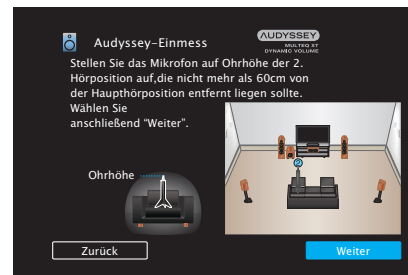 Audyssey-Einmess
AUDYSSEY
MULTEQ XT
DYNAMIC VOLUME
Stellen Sie das Mikrofon auf Ohrhöhe der 2.
Hörposition auf,die nicht mehr als 60cm von
der Haupthörposition entfernt liegen sollte.
Wählen Sie
anschließend “Weiter”.
Ohrhöhe
2
Zurück
Weiter